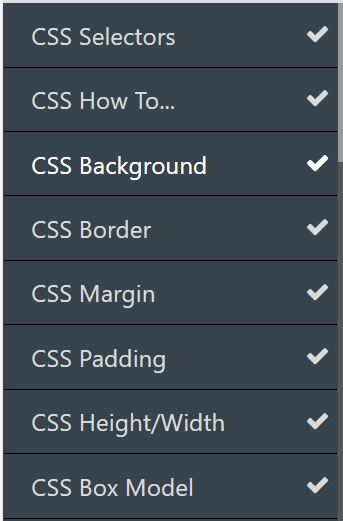 CSS Selectors
CSS How To...
CSS Background
CSS Border
CSS Margin
CSS Padding
CSS Height/Width
CSS Box Model